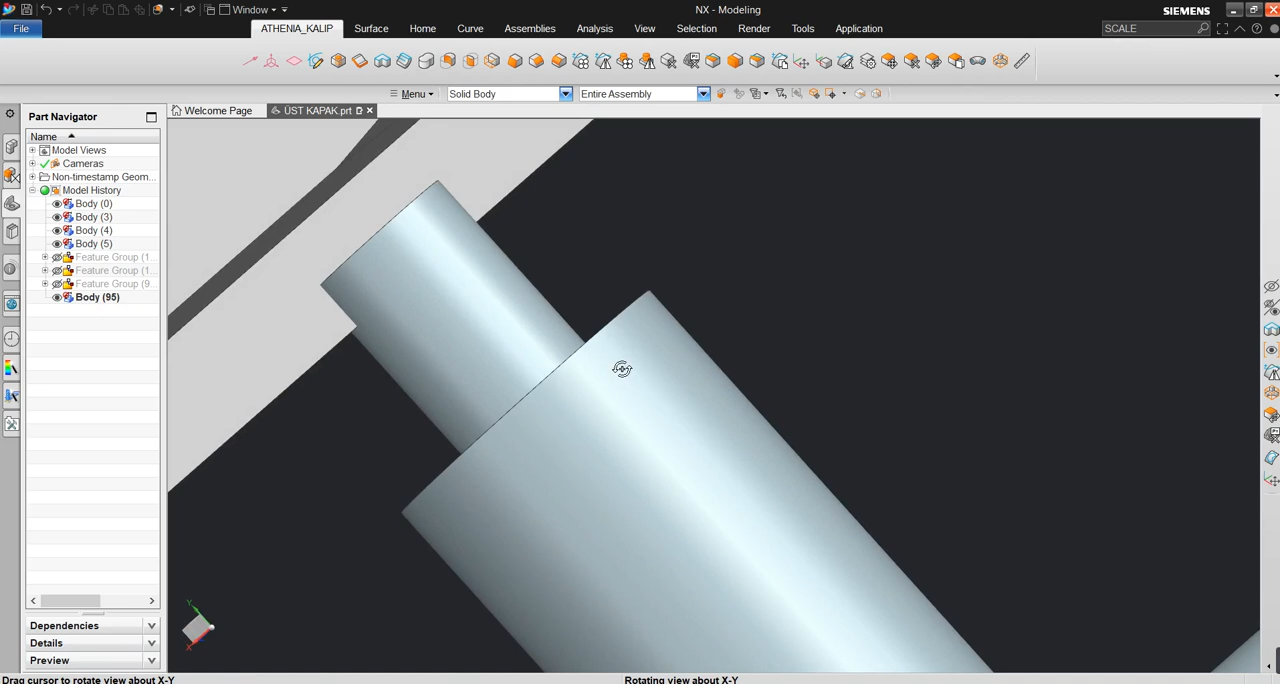 Window
NX - Modeling
SIEMENS
File
ATHENIA_KALIP
Surface
Home
Curve
Assemblies
Analysis
View
Selection
Render
Tools
Application
SCALE
Menu
Solid Body
Entire Assembly
Part Navigator
Welcome Page
ÜST KAPAK.prt
Name
Model Views
Cameras
Non-timestamp Geom...
Model History
Body (0)
Body (3)
Body (4)
Body (5)
Feature Group (1...
Feature Group (1...
Feature Group (9...
Body (95)
Dependencies
Details
Preview
Y
X
Drag cursor to rotate view about X-Y
Rotating view about X-Y